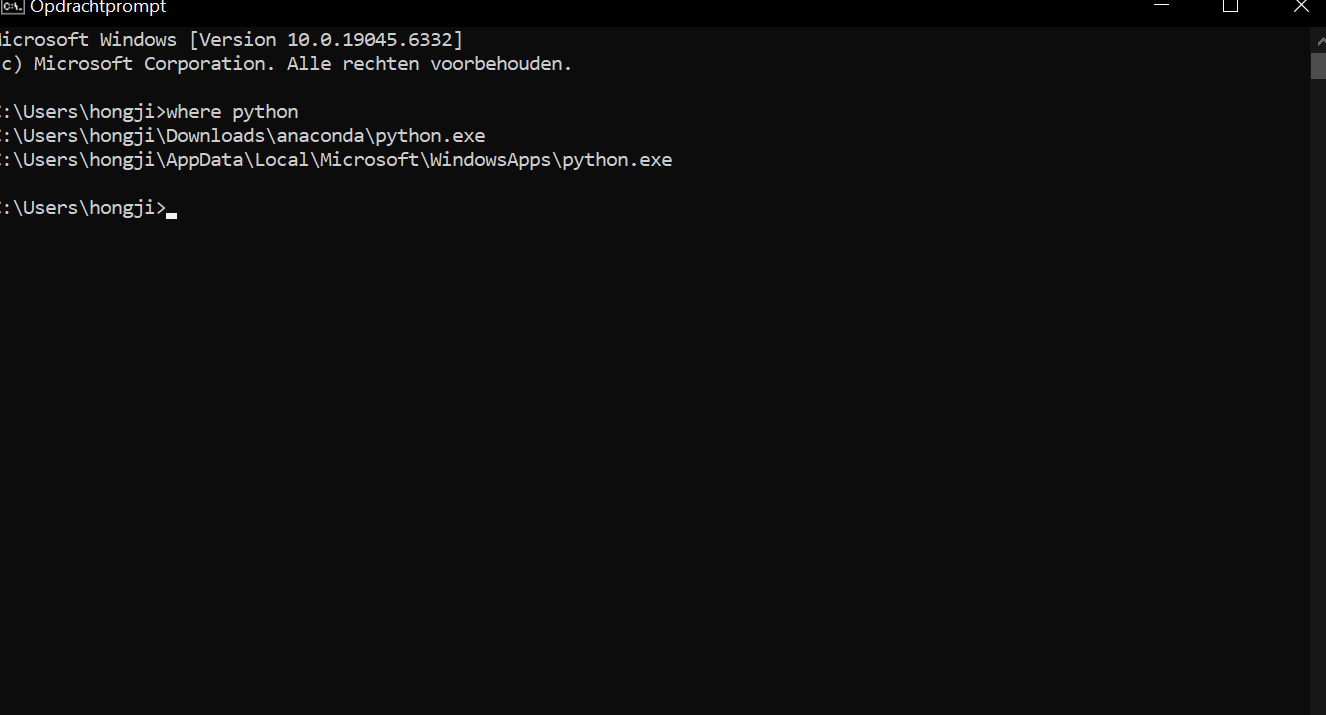 Opdrachtprompt
icrosoft Windows [Version 10.0.19045.6332]
c) Microsoft Corporation. Alle rechten voorbehouden.
:\Users\hongji>where python
:\Users\hongji\Downloads\anaconda\python.exe
:\Users\hongji\AppData\Local\Microsoft\WindowsApps\python.exe
:\Users\hongji>